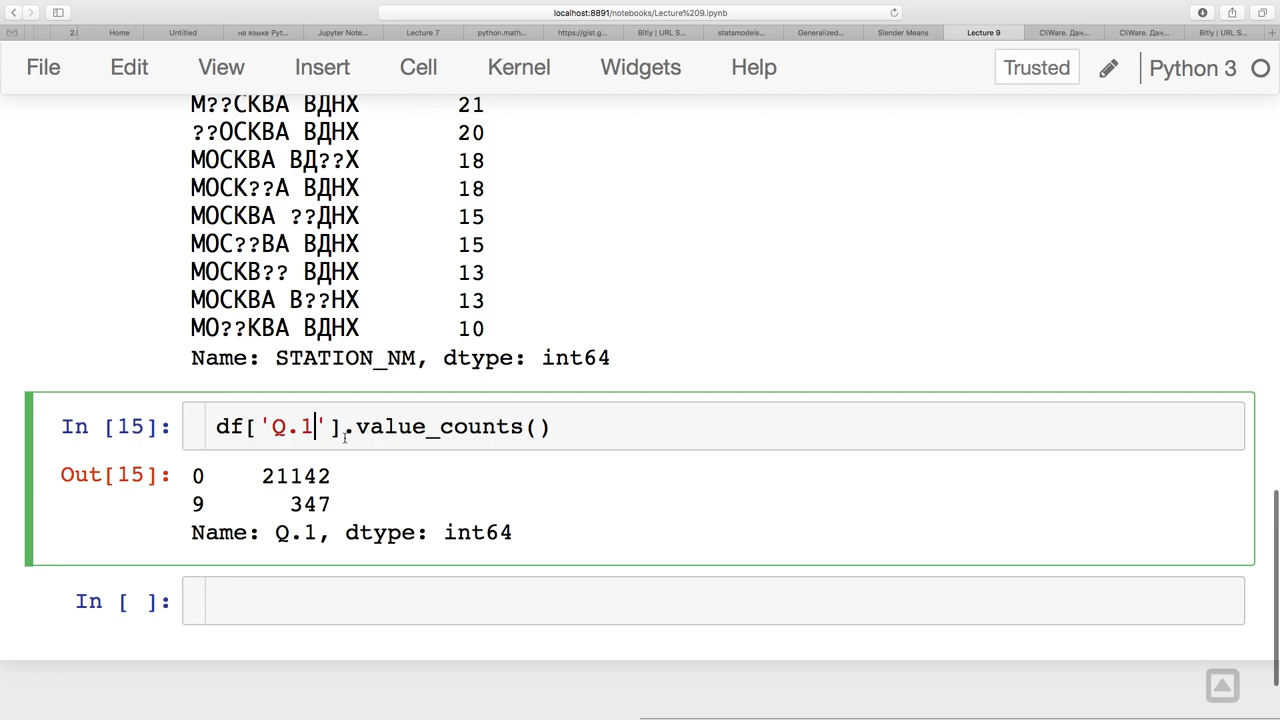 localhost:8891/notebooks/Lecture%209.ipynb
Home Untitled на языке Pyt... Jupyter Note... Lecture 7 python.math... https://gist.g... Bitly | URL S... statsmodels... Generalized... Slender Means Lecture 9 CliWare. Дан... CliWare. Дан... Bitly | URL S...
File Edit View Insert Cell Kernel Widgets Help Trusted Python 3
М??СКВА ВДНХ 21
??ОСКВА ВДНХ 20
МОСКВА ВД??Х 18
МОСК??А ВДНХ 18
МОСКВА ??ДНХ 15
МОС??ВА ВДНХ 15
МОСКВ?? ВДНХ 13
МОСКВА В??НХ 13
МО??КВА ВДНХ 10
Name: STATION_NM, dtype: int64
In [15]: df['Q.1'].value_counts()
Out[15]: 0 21142
9 347
Name: Q.1, dtype: int64
In [ ]: